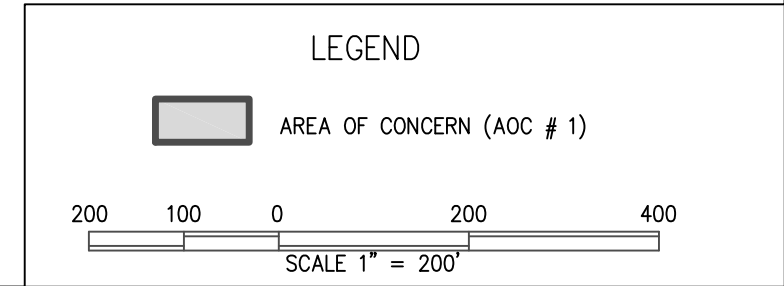 LEGEND
AREA OF CONCERN (AOC # 1)
200 100 0 200 400
SCALE 1" = 200'